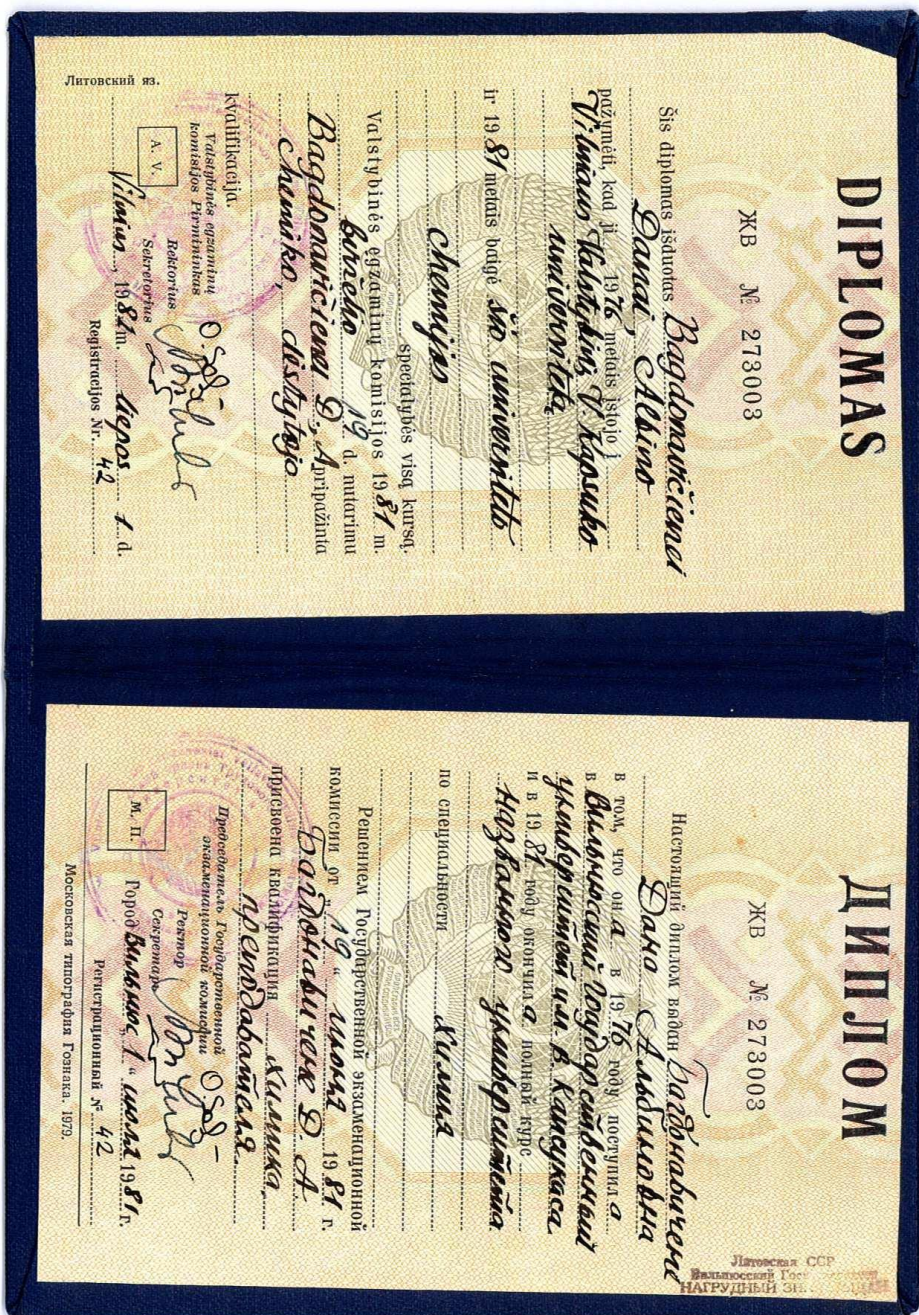 Литовский яз.
DIPLOMAS
ЖВ № 273003
Šis diplomas išduotas Bagdonavičienei
Danai, Albino
pažymėti, kad ji 1976 metais įstojo į
Vilniaus Valstybinį V. Kapsuko
universitetą
ir 1981 metais baigė šio universiteto
chemijos
specialybės visą kursą.
Valstybinės egzaminų komisijos 1981 m.
birželio 19 d. nutarimu
Bagdonavičienei D., A pripažinta
chemiko, dėstytojo
kvalifikacija.
Valstybinės egzaminų
komisijos Pirmininkas
Rektorius
Sekretorius
A. V.
Vilnius, 1981 m. liepos 1 d.
Registracijos Nr. 42
ДИПЛОМ
ЖВ № 273003
Настоящий диплом выдан Багдонавичене
Дана Альбиновна
в том, что она в 1976 году поступила
в Вильнюсский Государственный
университет им. В. Капсукаса
и в 1981 году окончила полный курс
названного университета
по специальности Химия
Решением Государственной экзаменационной
комиссии от „19“ июня 1981 г.
Багдонавичене Д. А.
присвоена квалификация Химика,
преподавателя
Председатель Государственной
экзаменационной комиссии
Ректор
Секретарь
М. П.
Город Вильнюс „1“ июля 1981 г.
Регистрационный № 42
Московская типография Гознака. 1979.
Литовская ССР
Вильнюсский
НАГРУДНЫЙ